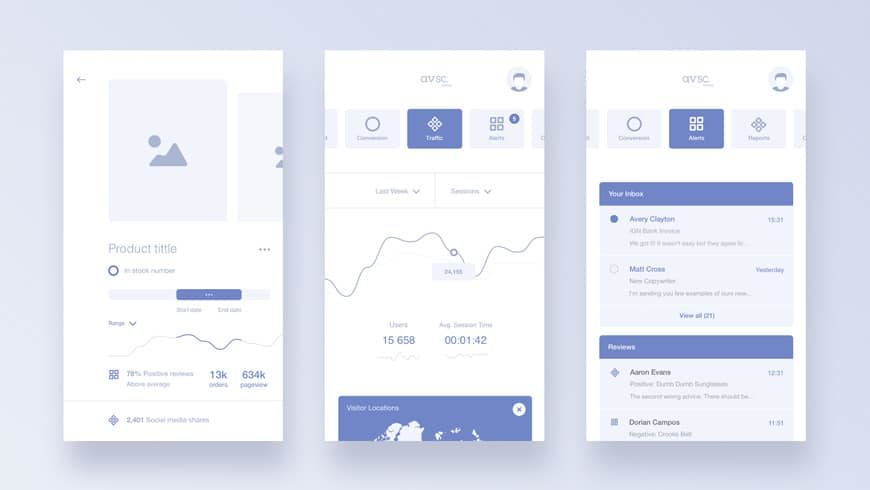 Product tittle
In stock number
Start date End date
Range
78% Positive reviews
Above average
13k
orders
634k
pageview
2,401 Social media shares
avsc.
Conversion
Traffic
Alerts
5
Last Week
Sessions
24,155
Users
15 658
Avg. Session Time
00:01:42
Visitor Locations
avsc.
Conversion
Alerts
Reports
Your Inbox
Avery Clayton 15:31
IGN Bank Invoice
We got it! It wasn't easy but they agree to...
Matt Cross Yesterday
New Copywriter
I'm sending you few examples of ours new...
View all (21)
Reviews
Aaron Evans 12:31
Positive: Dumb Dumb Sunglasses
The second wrong advice. There should be...
Dorian Campos 11:51
Negative: Crookie Belt